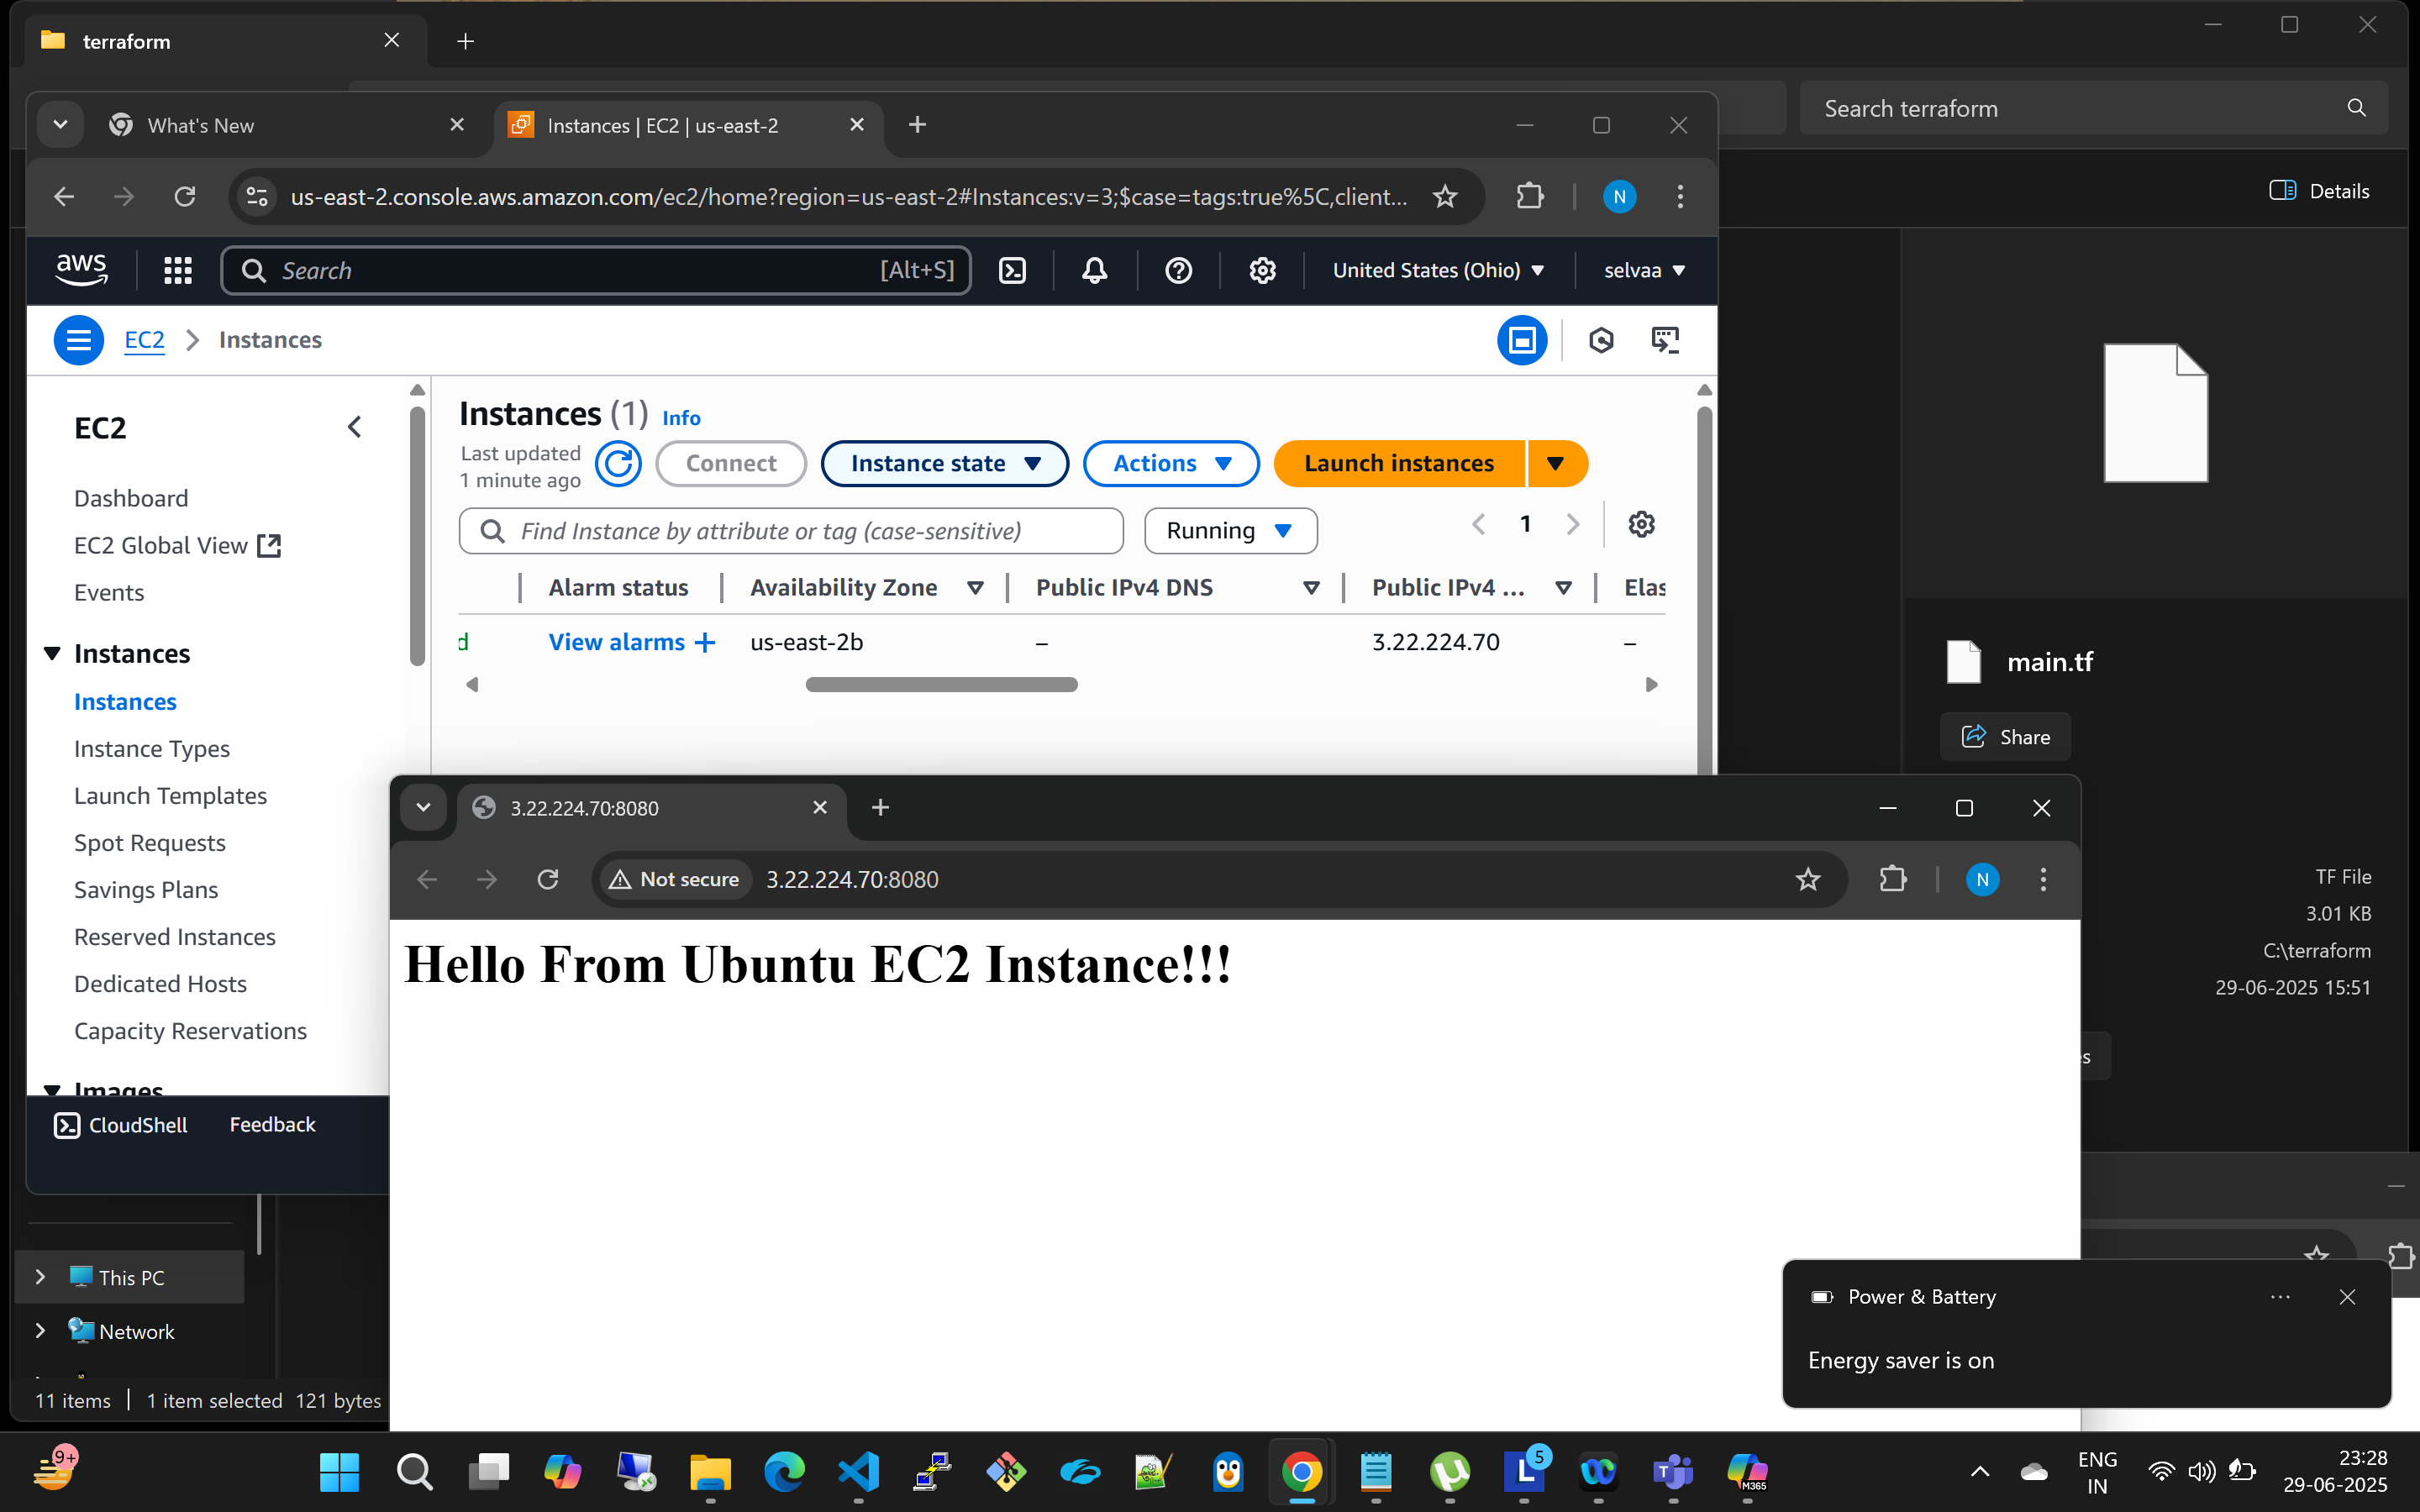 terraform
Search terraform
What's New
Instances | EC2 | us-east-2
us-east-2.console.aws.amazon.com/ec2/home?region=us-east-2#Instances:v=3;$case=tags:true%5C,client...
N
Details
aws
Search
[Alt+S]
United States (Ohio)
selvaa
EC2
Instances
EC2
Dashboard
EC2 Global View
Events
Instances
Instances
Instance Types
Launch Templates
Spot Requests
Savings Plans
Reserved Instances
Dedicated Hosts
Capacity Reservations
Images
CloudShell
Feedback
Instances (1) Info
Last updated
1 minute ago
Connect
Instance state
Actions
Launch instances
Find Instance by attribute or tag (case-sensitive)
Running
1
Alarm status
Availability Zone
Public IPv4 DNS
Public IPv4 ...
Elas
d
View alarms +
us-east-2b
–
3.22.224.70
–
main.tf
Share
TF File
3.01 KB
C:\terraform
29-06-2025 15:51
3.22.224.70:8080
Not secure
3.22.224.70:8080
N
Hello From Ubuntu EC2 Instance!!!
This PC
Network
11 items
1 item selected 121 bytes
Power & Battery
Energy saver is on
9+
L
5
T
M365
ENG
IN
23:28
29-06-2025